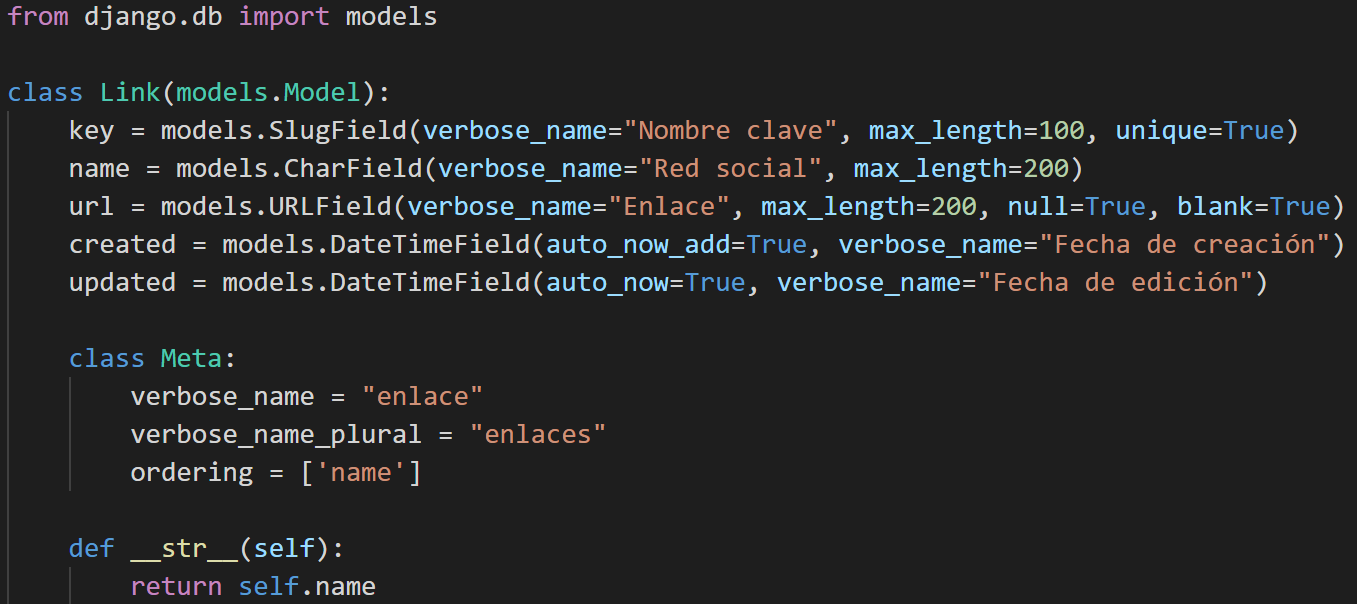 from django.db import models
class Link(models.Model):
    key = models.SlugField(verbose_name="Nombre clave", max_length=100, unique=True)
    name = models.CharField(verbose_name="Red social", max_length=200)
    url = models.URLField(verbose_name="Enlace", max_length=200, null=True, blank=True)
    created = models.DateTimeField(auto_now_add=True, verbose_name="Fecha de creación")
    updated = models.DateTimeField(auto_now=True, verbose_name="Fecha de edición")
    class Meta:
        verbose_name = "enlace"
        verbose_name_plural = "enlaces"
        ordering = ['name']
    def __str__(self):
        return self.name